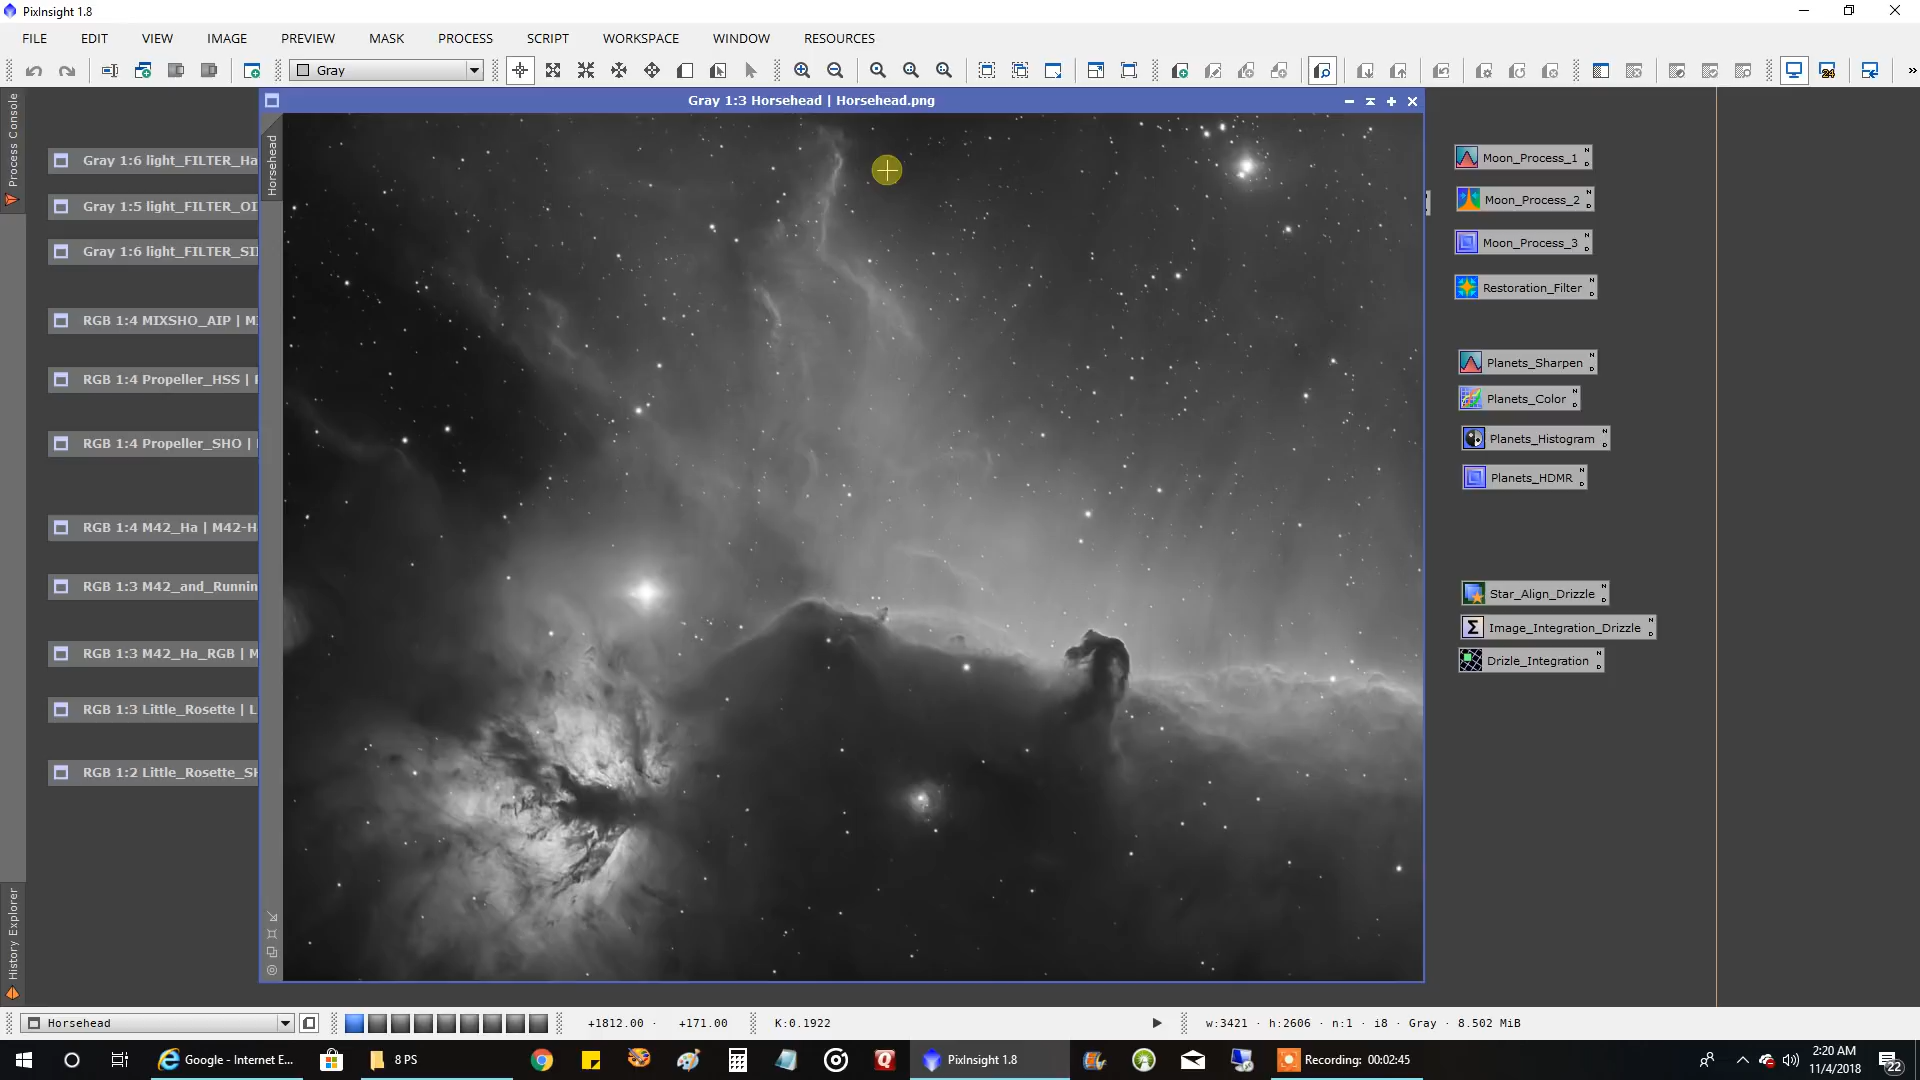 PixInsight 1.8
FILE EDIT VIEW IMAGE PREVIEW MASK PROCESS SCRIPT WORKSPACE WINDOW RESOURCES
Gray
24
Gray 1:3 Horsehead | Horsehead.png
Process Console
Horsehead
History Explorer
Gray 1:6 light_FILTER_Ha
Gray 1:5 light_FILTER_OI
Gray 1:6 light_FILTER_SI
RGB 1:4 MIXSHO_AIP | M
RGB 1:4 Propeller_HSS |
RGB 1:4 Propeller_SHO |
RGB 1:4 M42_Ha | M42-H
RGB 1:3 M42_and_Runnin
RGB 1:3 M42_Ha_RGB | M
RGB 1:3 Little_Rosette | L
RGB 1:2 Little_Rosette_SH
Moon_Process_1
Moon_Process_2
Moon_Process_3
Restoration_Filter
Planets_Sharpen
Planets_Color
Planets_Histogram
Planets_HDMR
Star_Align_Drizzle
Image_Integration_Drizzle
Drizle_Integration
Horsehead +1812.00 · +171.00 K:0.1922 w:3421 · h:2606 · n:1 · i8 · Gray · 8.502 MiB
Google - Internet E... 8 PS PixInsight 1.8 Recording: 00:02:45
2:20 AM
11/4/2018
22